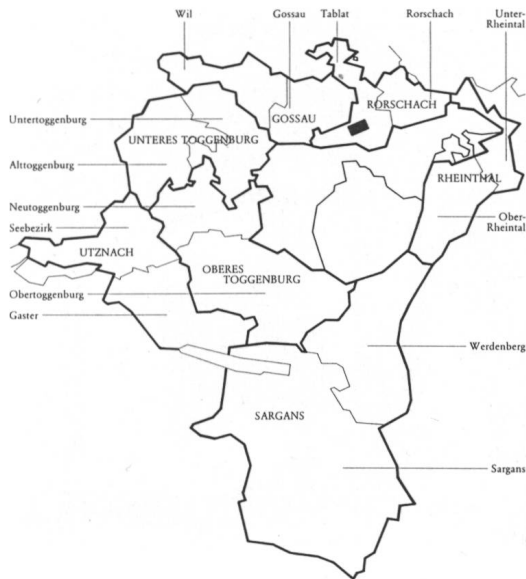 Wil
Gossau
Tablat
Rorschach
Unter-
Rheintal
Untertoggenburg
GOSSAU
RORSCHACH
UNTERES TOGGENBURG
Alttoggenburg
RHEINTHAL
Neutoggenburg
Seebezirk
Ober-
Rheintal
UTZNACH
OBERES
TOGGENBURG
Obertoggenburg
Gaster
Werdenberg
SARGANS
Sargans